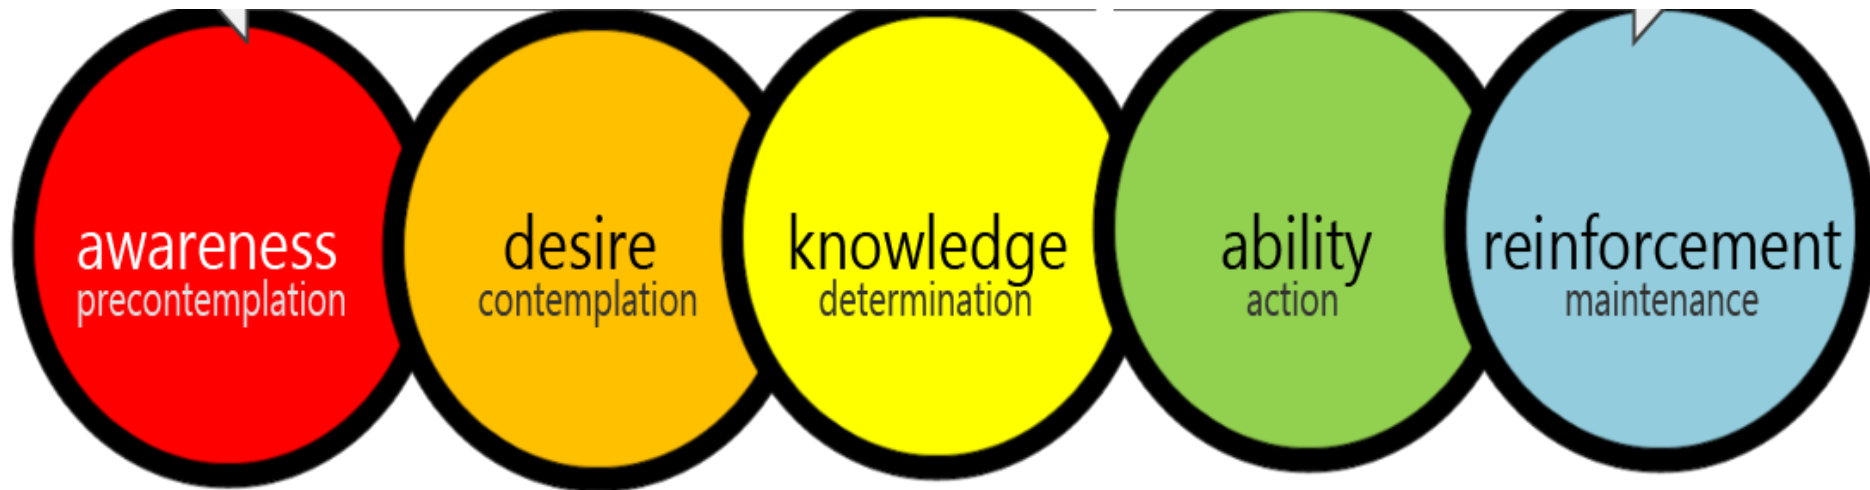 awareness
precontemplation
desire
contemplation
knowledge
determination
ability
action
reinforcement
maintenance